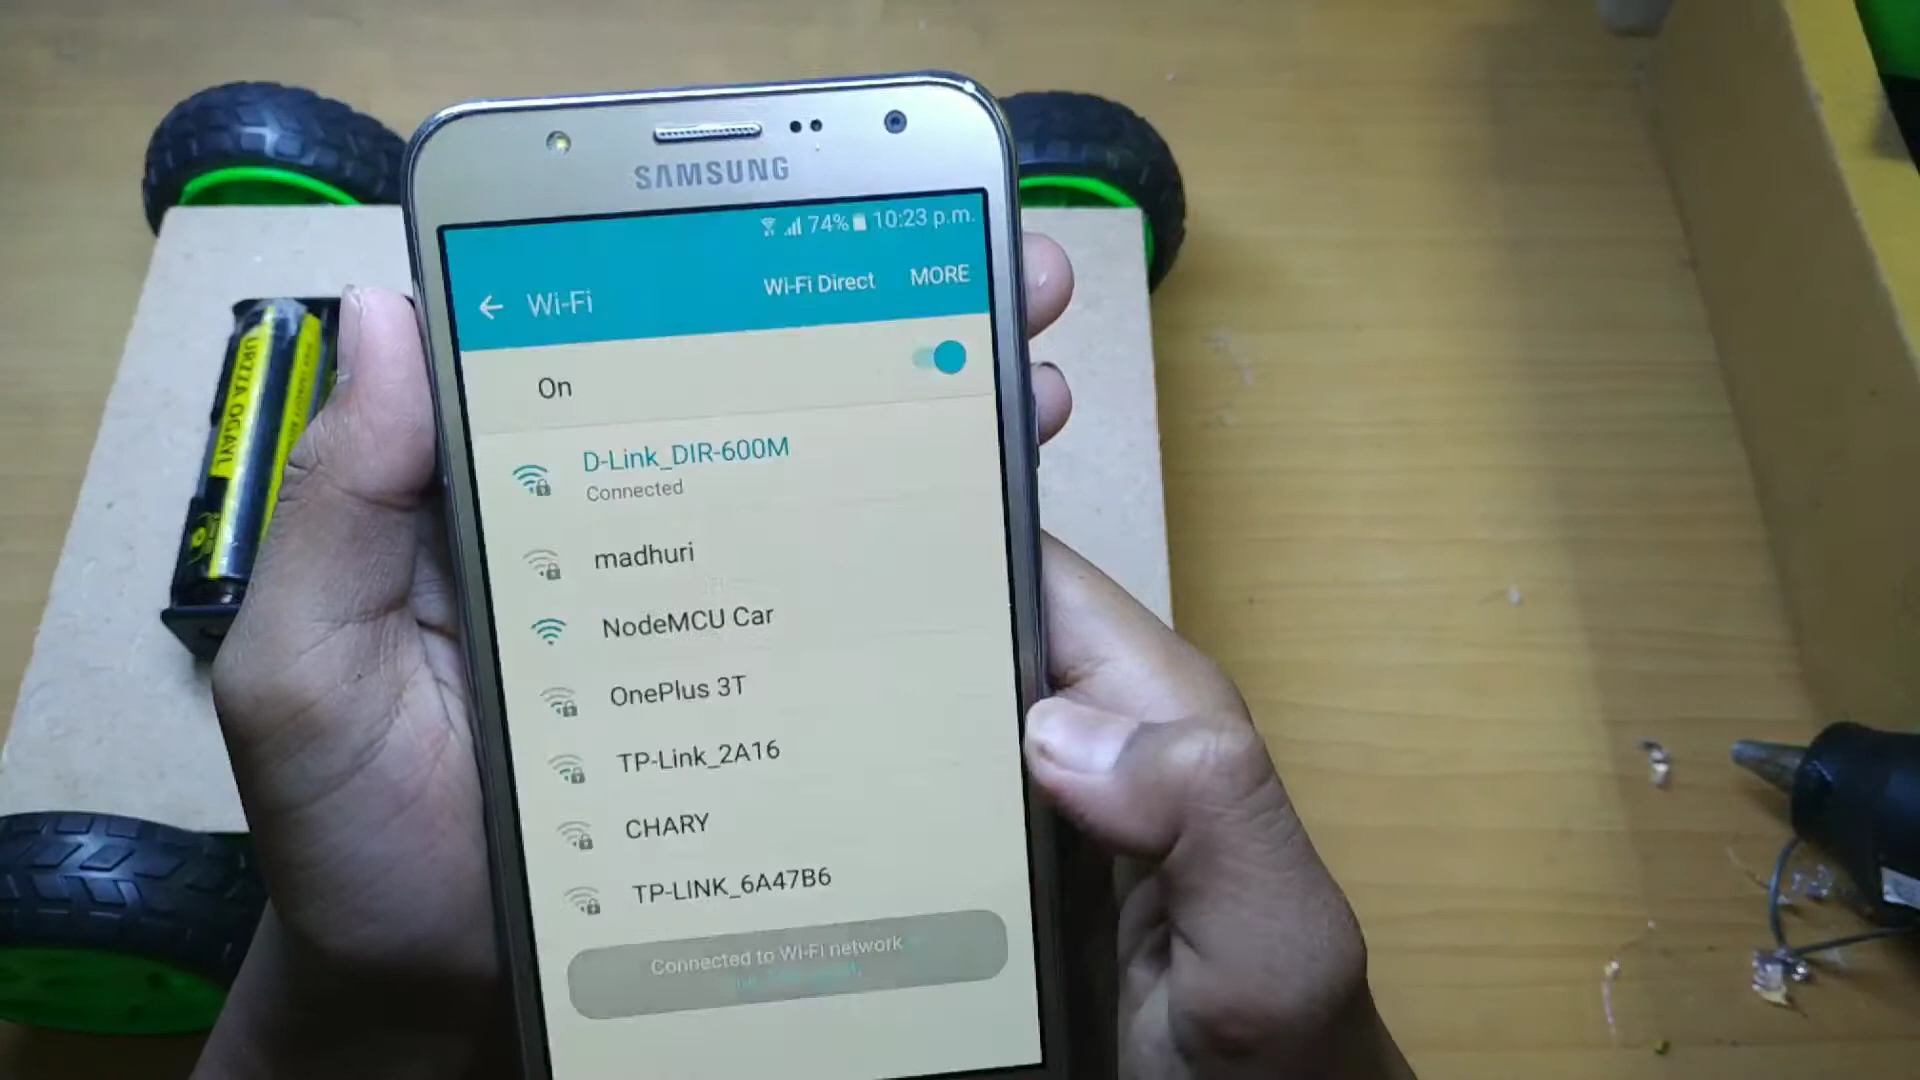 SAMSUNG
74% 10:23 p.m.
Wi-Fi
Wi-Fi Direct
MORE
On
D-Link_DIR-600M
Connected
madhuri
NodeMCU Car
OnePlus 3T
TP-Link_2A16
CHARY
TP-LINK_6A47B6
Connected to Wi-Fi network